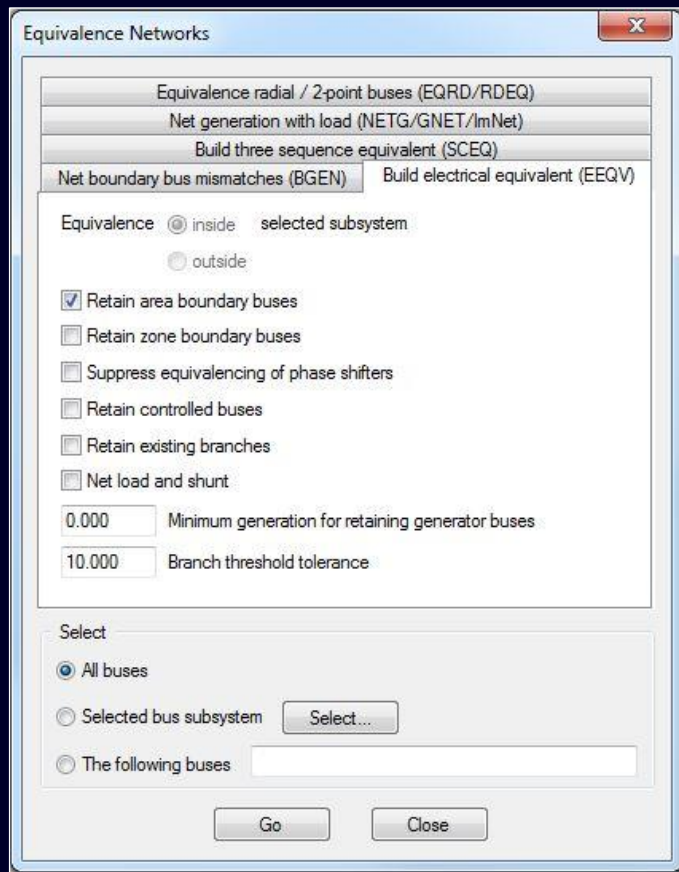 Equivalence Networks
Equivalence radial / 2-point buses (EQRD/RDEQ)
Net generation with load (NETG/GNET/ImNet)
Build three sequence equivalent (SCEQ)
Net boundary bus mismatches (BGEN) Build electrical equivalent (EEQV)
Equivalence inside selected subsystem
outside
Retain area boundary buses
Retain zone boundary buses
Suppress equivalencing of phase shifters
Retain controlled buses
Retain existing branches
Net load and shunt
0.000 Minimum generation for retaining generator buses
10.000 Branch threshold tolerance
Select
All buses
Selected bus subsystem Select...
The following buses
Go Close